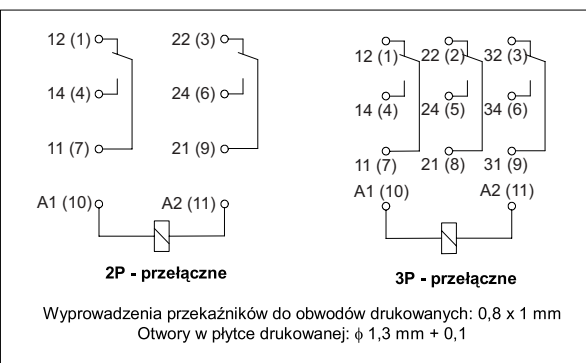 12 (1) 22 (3)
14 (4) 24 (6)
11 (7) 21 (9)
A1 (10) A2 (11)
2P - przełączne
12 (1) 22 (2) 32 (3)
14 (4) 24 (5) 34 (6)
11 (7) 21 (8) 31 (9)
A1 (10) A2 (11)
3P - przełączne
Wyprowadzenia przekaźników do obwodów drukowanych: 0,8 x 1 mm
Otwory w płytce drukowanej: ϕ 1,3 mm + 0,1